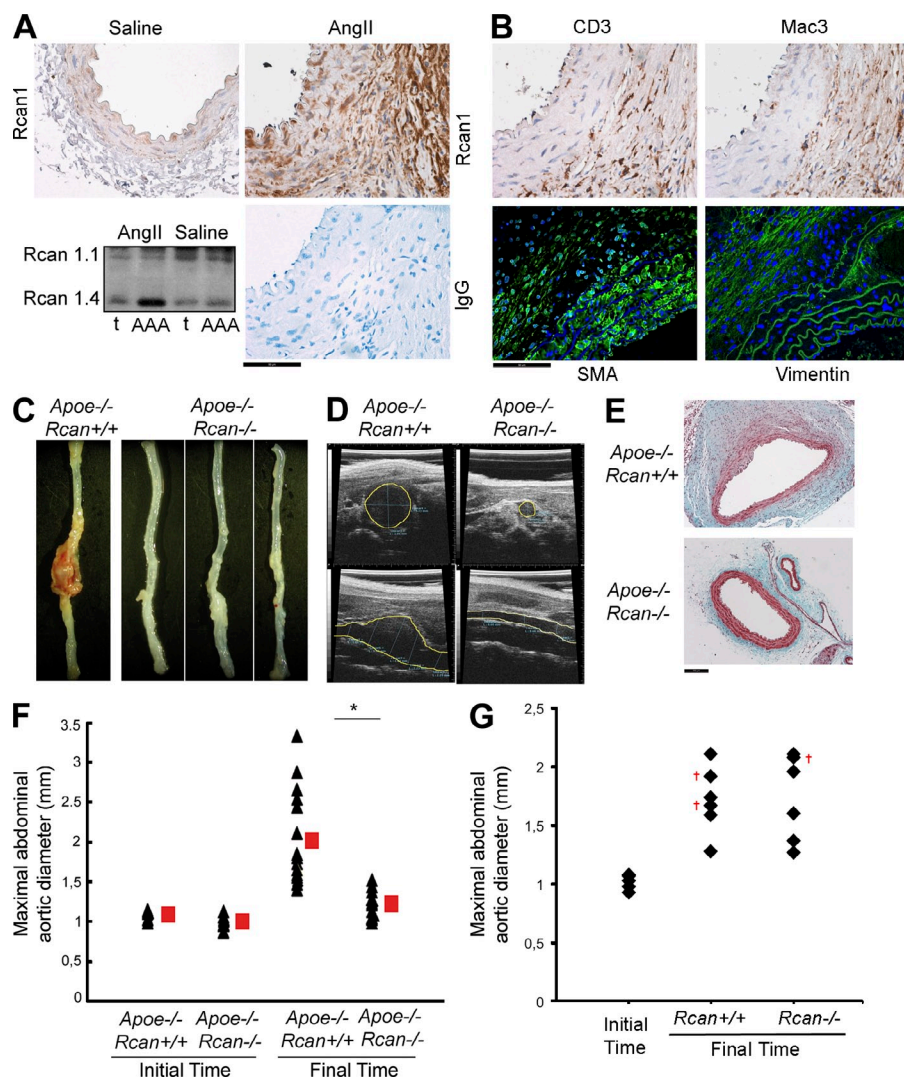 A
Saline
AngII
Rcan1
AngII Saline
Rcan 1.1
Rcan 1.4
t AAA t AAA
B
CD3
Mac3
Rcan1
IgG
SMA
Vimentin
C
Apoe-/-
Rcan+/+
Apoe-/-
Rcan-/-
D
Apoe-/-
Rcan+/+
Apoe-/-
Rcan-/-
E
Apoe-/-
Rcan+/+
Apoe-/-
Rcan-/-
F
Maximal abdominal
aortic diameter (mm)
3.5
3
2.5
2
1.5
1
0,5
0
*
Apoe-/-
Rcan+/+
Apoe-/-
Rcan-/-
Apoe-/-
Rcan+/+
Apoe-/-
Rcan-/-
Initial Time
Final Time
G
Maximal abdominal
aortic diameter (mm)
2,5
2
1,5
1
0,5
0
†
†
†
Initial
Time
Rcan+/+
Rcan-/-
Final Time